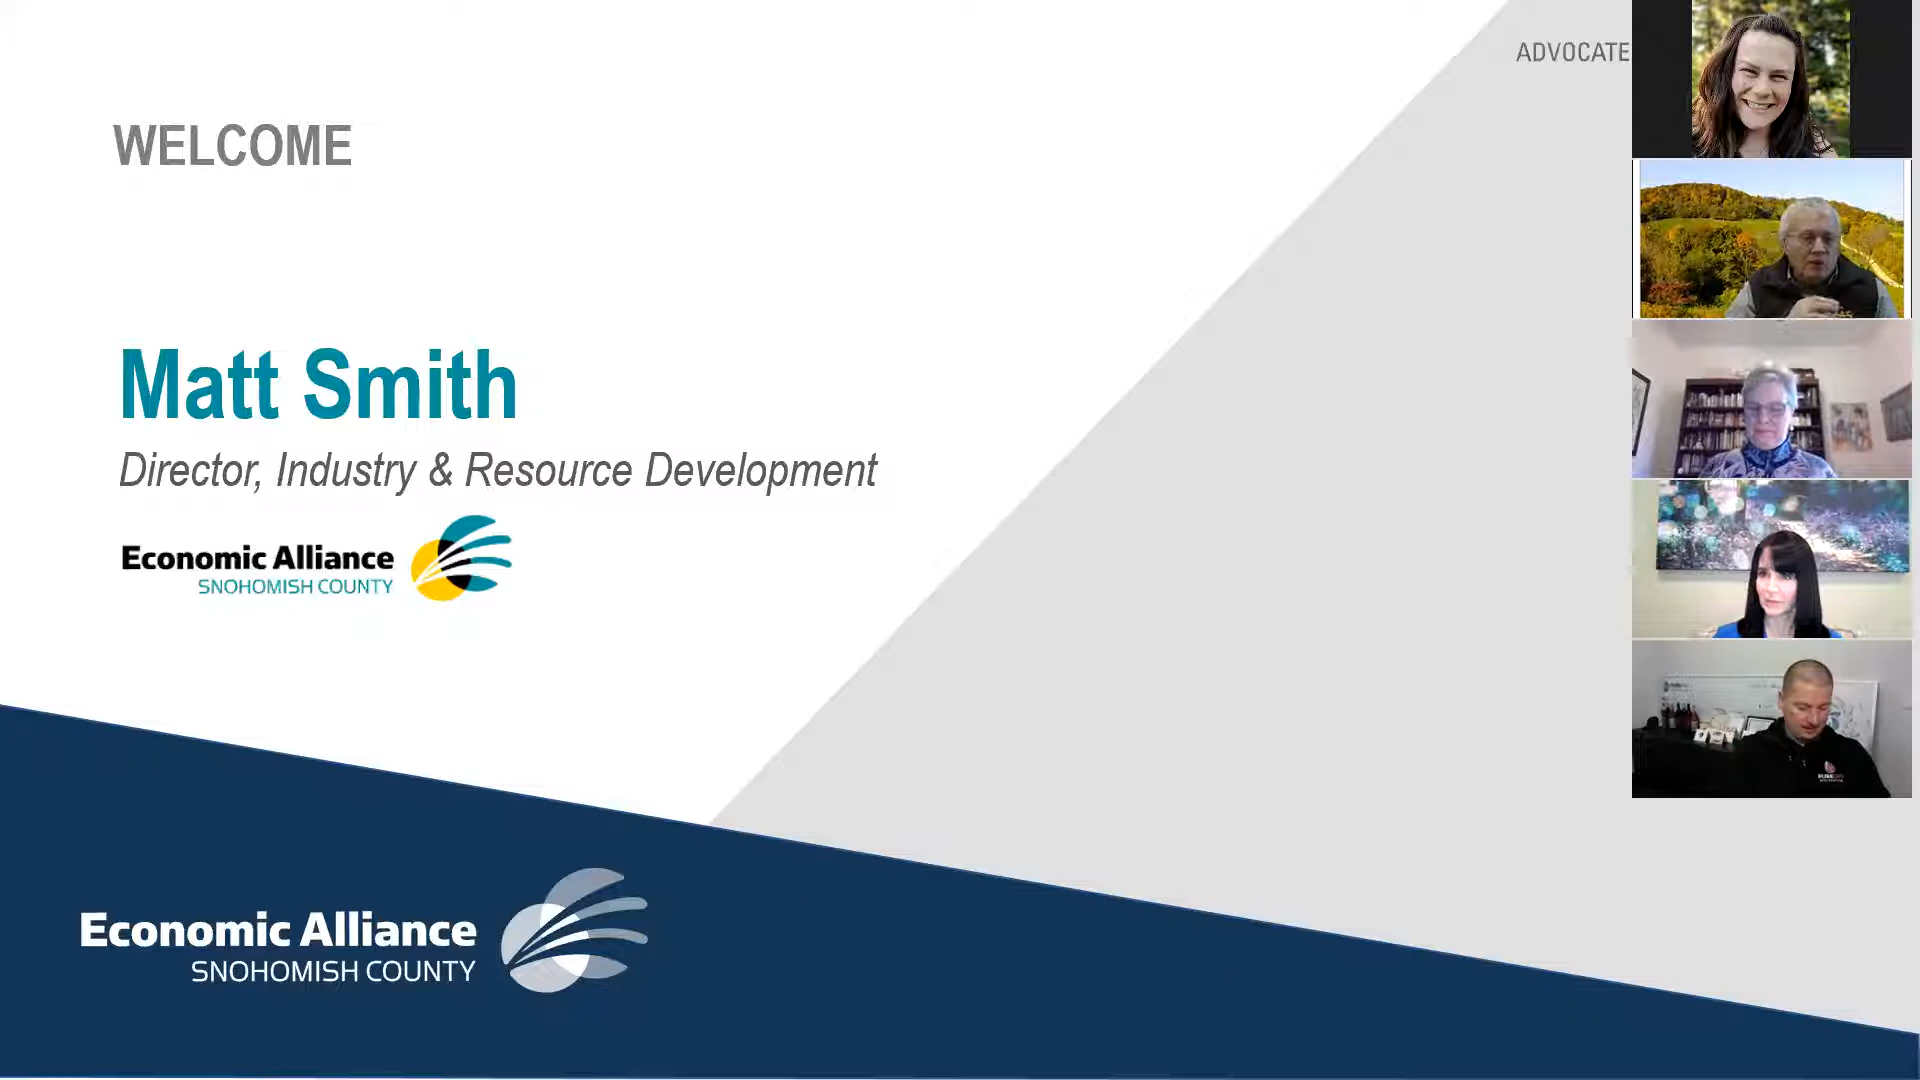 ADVOCATE
WELCOME
Matt Smith
Director, Industry & Resource Development
Economic Alliance
SNOHOMISH COUNTY
Economic Alliance
SNOHOMISH COUNTY